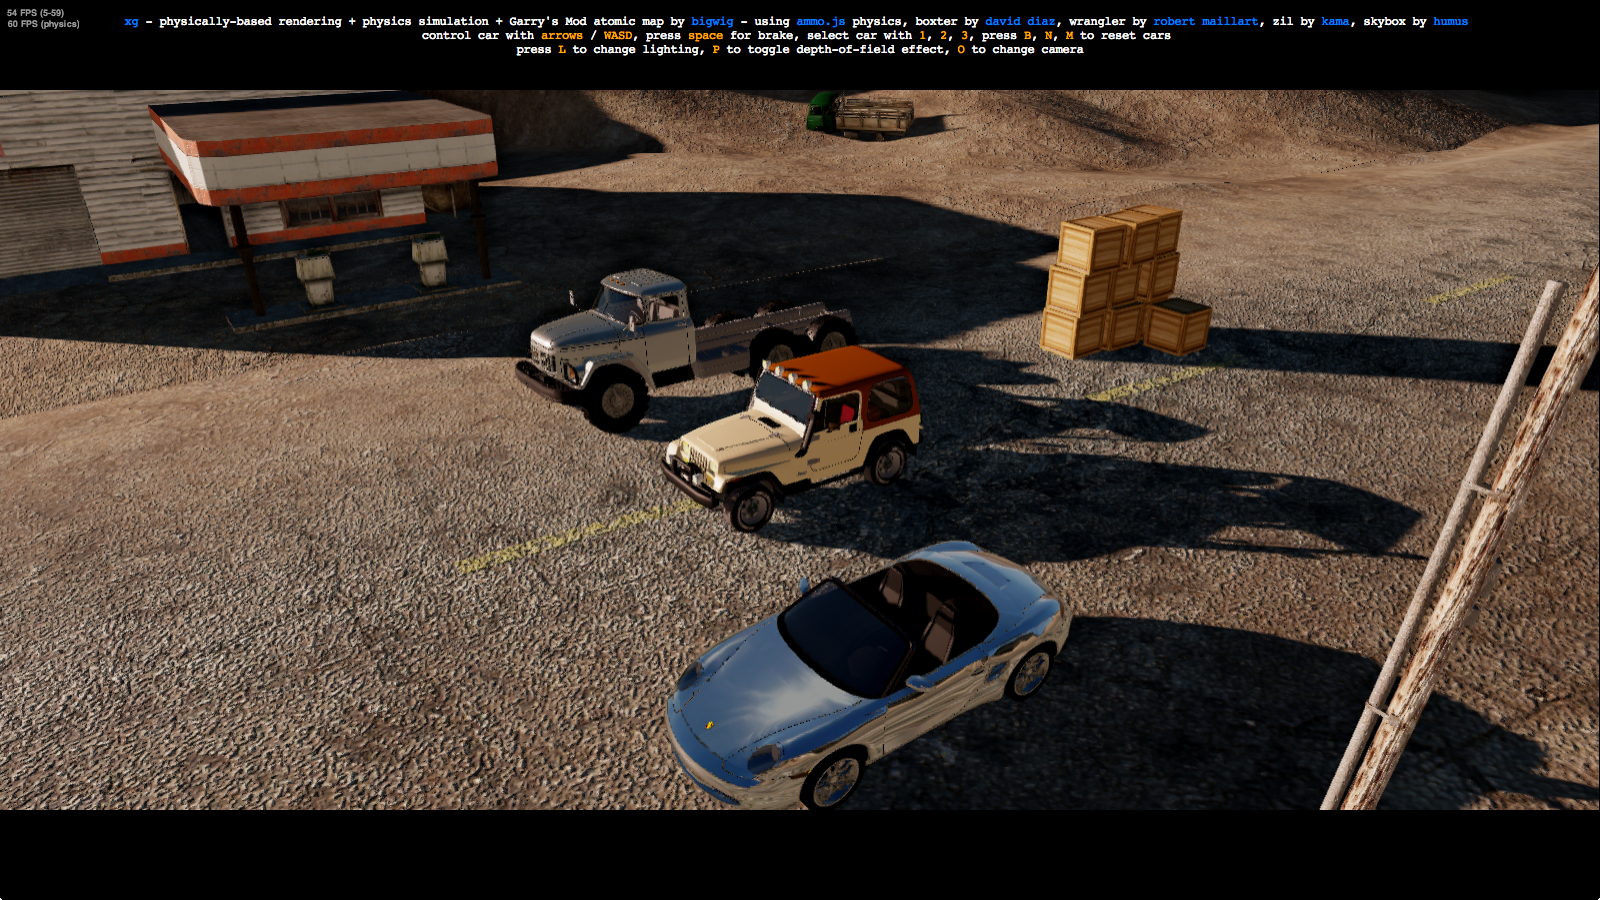 54 FPS (5-59)
60 FPS (physics)
xg - physically-based rendering + physics simulation + Garry's Mod atomic map by bigwig - using ammo.js physics, boxter by david diaz, wrangler by robert maillart, zil by kama, skybox by humus
control car with arrows / WASD, press space for brake, select car with 1, 2, 3, press B, N, M to reset cars
press L to change lighting, P to toggle depth-of-field effect, O to change camera